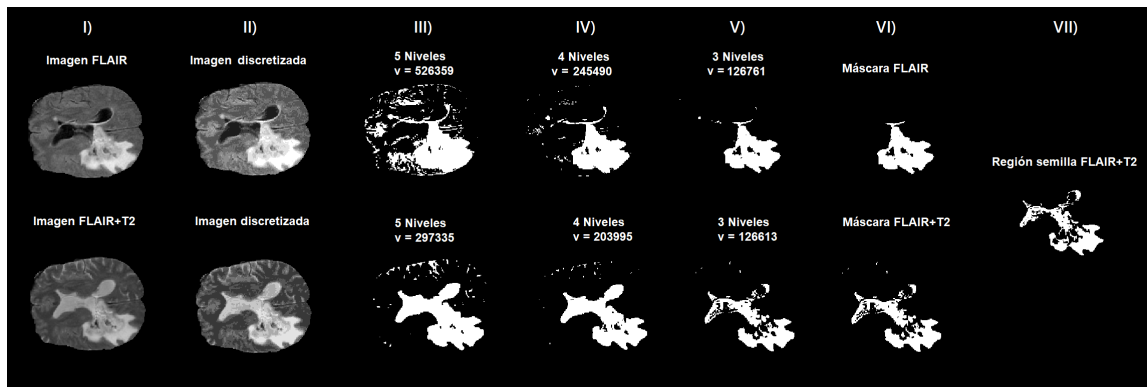 I)
II)
III)
IV)
V)
VI)
VII)
Imagen FLAIR
Imagen discretizada
5 Niveles
v = 526359
4 Niveles
v = 245490
3 Niveles
v = 126761
Máscara FLAIR
Región semilla FLAIR+T2
Imagen FLAIR+T2
Imagen discretizada
5 Niveles
v = 297335
4 Niveles
v = 203995
3 Niveles
v = 126613
Máscara FLAIR+T2